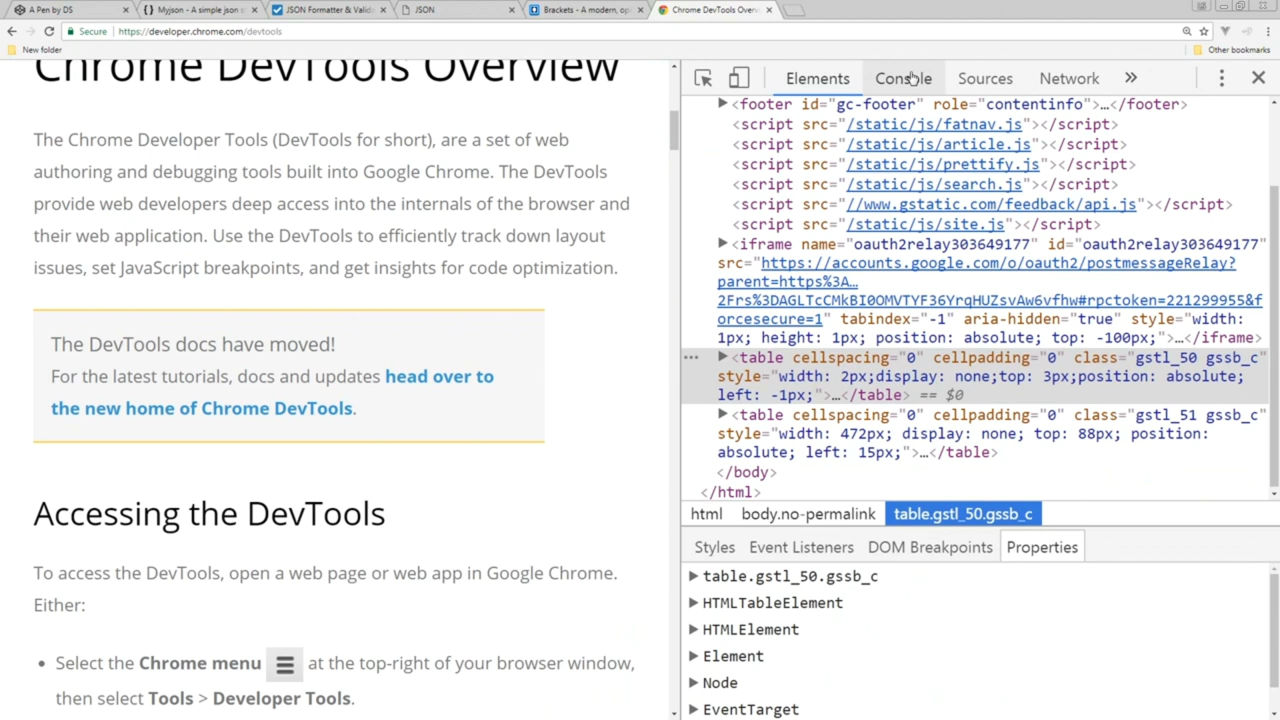 A Pen by DS
Myjson - A simple json s
JSON Formatter & Valid
JSON
Brackets - A modern, op
Chrome DevTools Over
Secure
https://developer.chrome.com/devtools
New folder
Other bookmarks
Chrome DevTools Overview
The Chrome Developer Tools (DevTools for short), are a set of web
authoring and debugging tools built into Google Chrome. The DevTools
provide web developers deep access into the internals of the browser and
their web application. Use the DevTools to efficiently track down layout
issues, set JavaScript breakpoints, and get insights for code optimization.
The DevTools docs have moved!
For the latest tutorials, docs and updates head over to
the new home of Chrome DevTools.
Accessing the DevTools
To access the DevTools, open a web page or web app in Google Chrome.
Either:
• Select the Chrome menu at the top-right of your browser window,
then select Tools > Developer Tools.
Elements Console Sources Network »
<footer id="gc-footer" role="contentinfo">…</footer>
<script src="/static/js/fatnav.js"></script>
<script src="/static/js/article.js"></script>
<script src="/static/js/prettify.js"></script>
<script src="/static/js/search.js"></script>
<script src="//www.gstatic.com/feedback/api.js"></script>
<script src="/static/js/site.js"></script>
<iframe name="oauth2relay303649177" id="oauth2relay303649177"
src="https://accounts.google.com/o/oauth2/postmessageRelay?
parent=https%3A…
2Frs%3DAGLTcCMkBI0OMVTYF36YrqHUZsvAw6vfhw#rpctoken=221299955&f
orcesecure=1" tabindex="-1" aria-hidden="true" style="width:
1px; height: 1px; position: absolute; top: -100px;">…</iframe>
<table cellspacing="0" cellpadding="0" class="gstl_50 gssb_c"
style="width: 2px;display: none;top: 3px;position: absolute;
left: -1px;">…</table> == $0
<table cellspacing="0" cellpadding="0" class="gstl_51 gssb_c"
style="width: 472px; display: none; top: 88px; position:
absolute; left: 15px;">…</table>
</body>
</html>
html body.no-permalink table.gstl_50.gssb_c
Styles Event Listeners DOM Breakpoints Properties
table.gstl_50.gssb_c
HTMLTableElement
HTMLElement
Element
Node
EventTarget